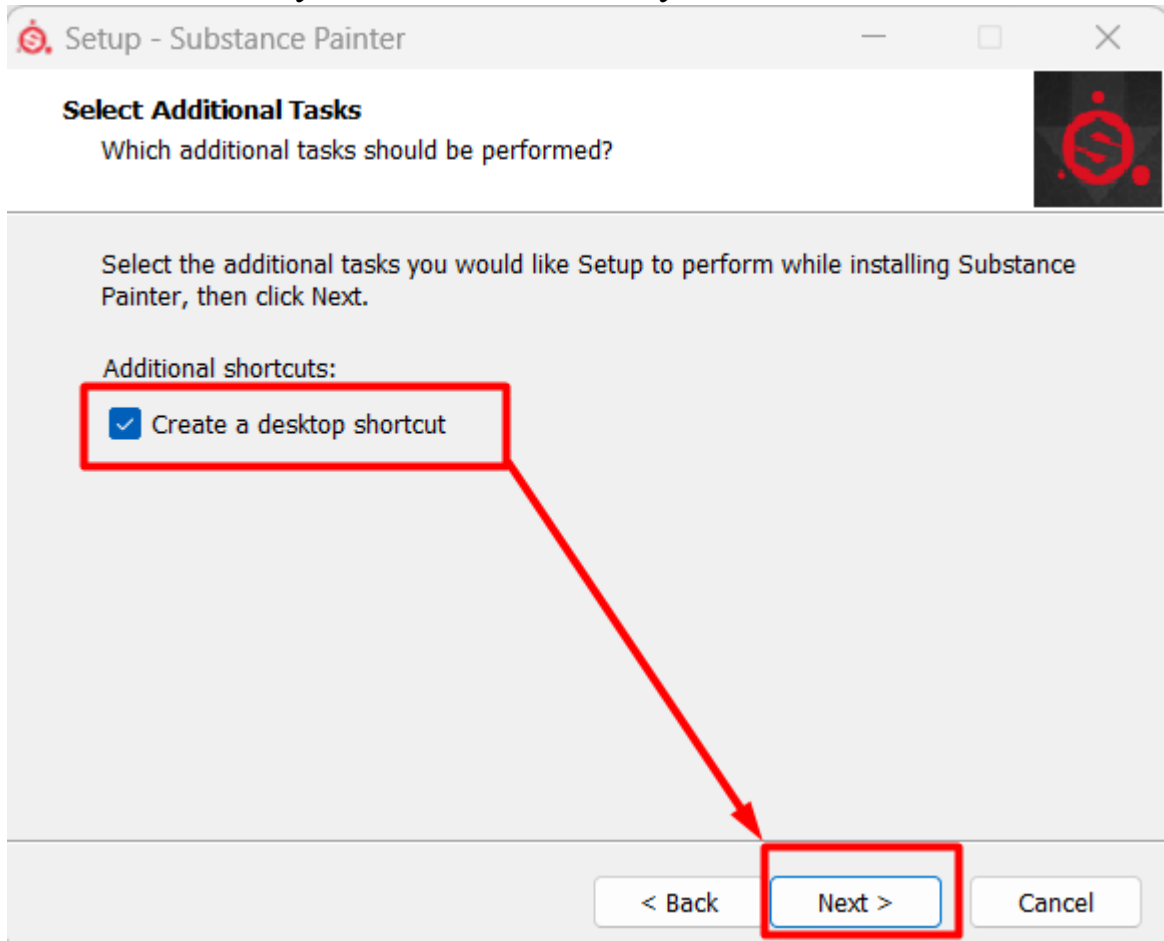 Setup - Substance Painter
Select Additional Tasks
Which additional tasks should be performed?
Select the additional tasks you would like Setup to perform while installing Substance
Painter, then click Next.
Additional shortcuts:
Create a desktop shortcut
< Back
Next >
Cancel